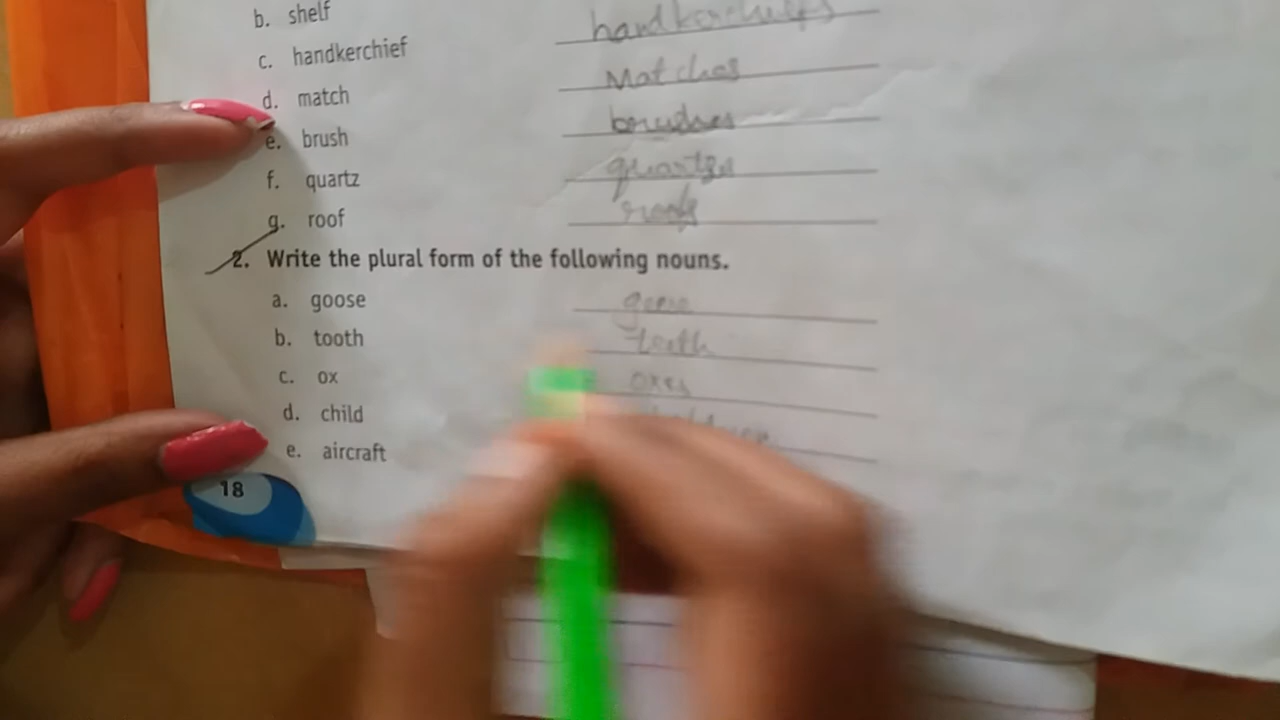 b. shelf
c. handkerchief handkerchiefs
d. match Matches
e. brush brushes
f. quartz
g. roof roofs
2. Write the plural form of the following nouns.
a. goose geese
b. tooth teeth
c. ox oxes
d. child
e. aircraft
18